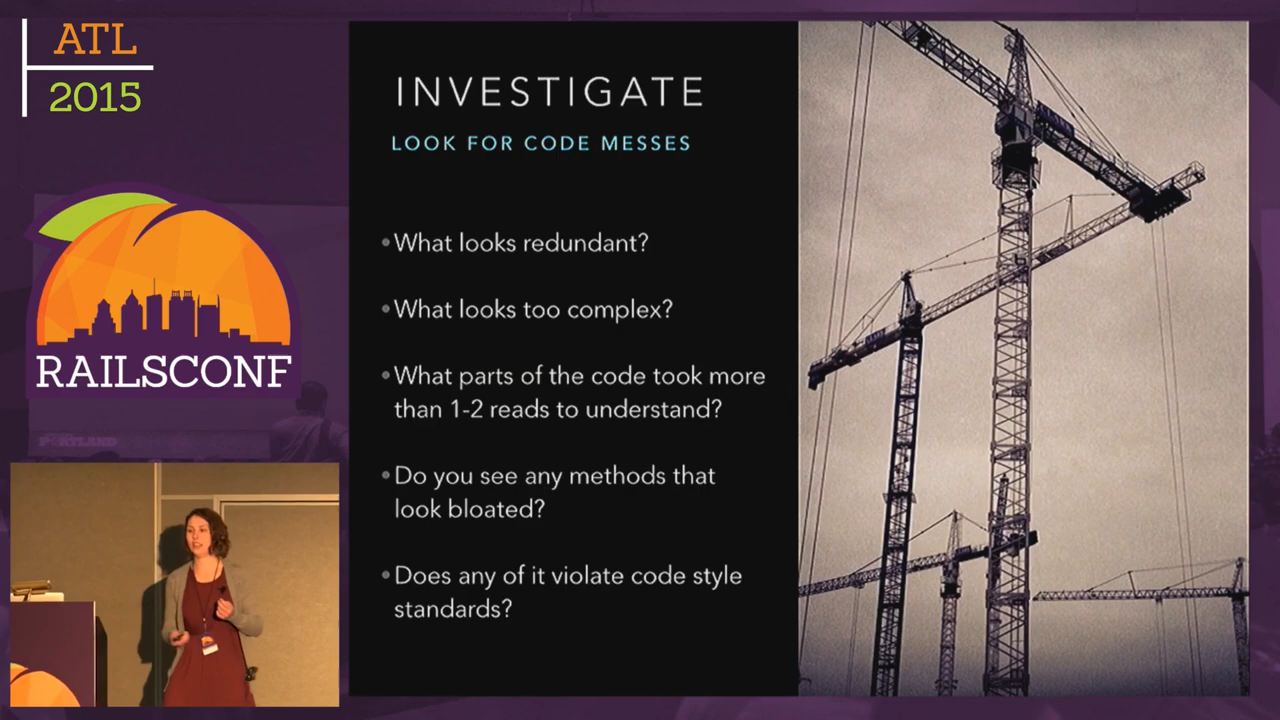 ATL
2015
RAILSCONF
PORTLAND
INVESTIGATE
LOOK FOR CODE MESSES
•What looks redundant?
•What looks too complex?
•What parts of the code took more
than 1-2 reads to understand?
•Do you see any methods that
look bloated?
•Does any of it violate code style
standards?